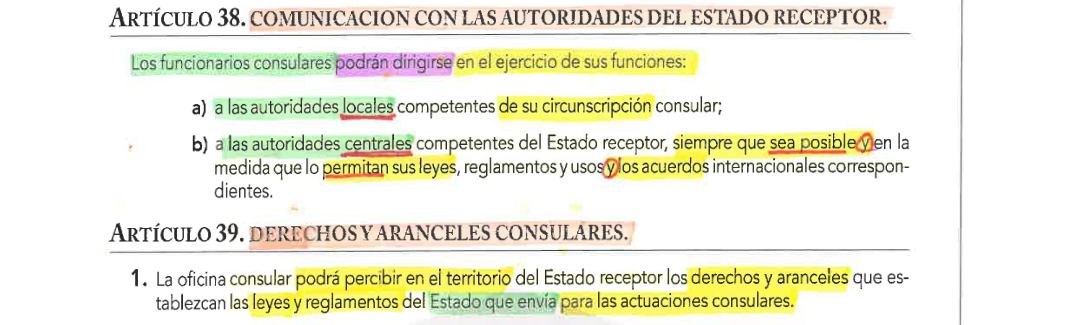 ARTÍCULO 38. COMUNICACION CON LAS AUTORIDADES DEL ESTADO RECEPTOR.
Los funcionarios consulares podrán dirigirse en el ejercicio de sus funciones:
a) a las autoridades locales competentes de su circunscripción consular;
b) a las autoridades centrales competentes del Estado receptor, siempre que sea posible y en la
medida que lo permitan sus leyes, reglamentos y usos y los acuerdos internacionales correspon-
dientes.
ARTÍCULO 39. DERECHOS Y ARANCELES CONSULARES.
1. La oficina consular podrá percibir en el territorio del Estado receptor los derechos y aranceles que es-
tablezcan las leyes y reglamentos del Estado que envía para las actuaciones consulares.